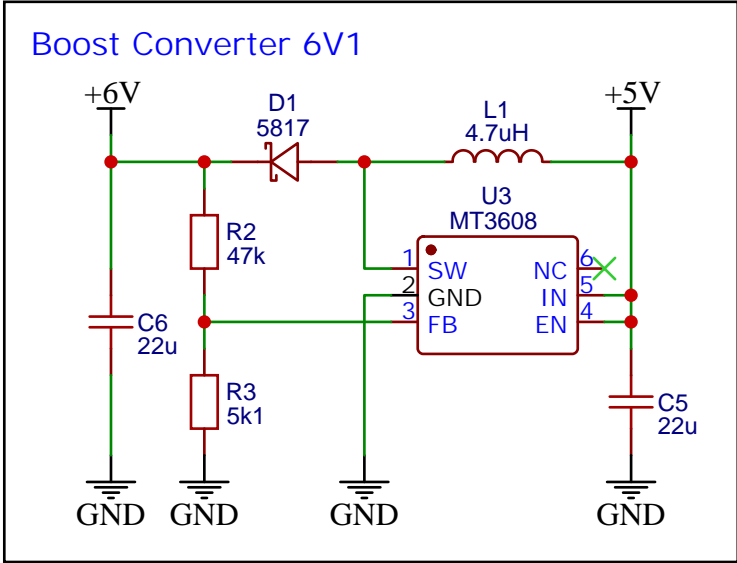 Boost Converter 6V1
+6V
D1
5817
L1
4.7uH
+5V
U3
MT3608
R2
47k
1
SW
NC
6
2
GND
IN
5
3
FB
EN
4
C6
22u
R3
5k1
C5
22u
GND
GND
GND
GND